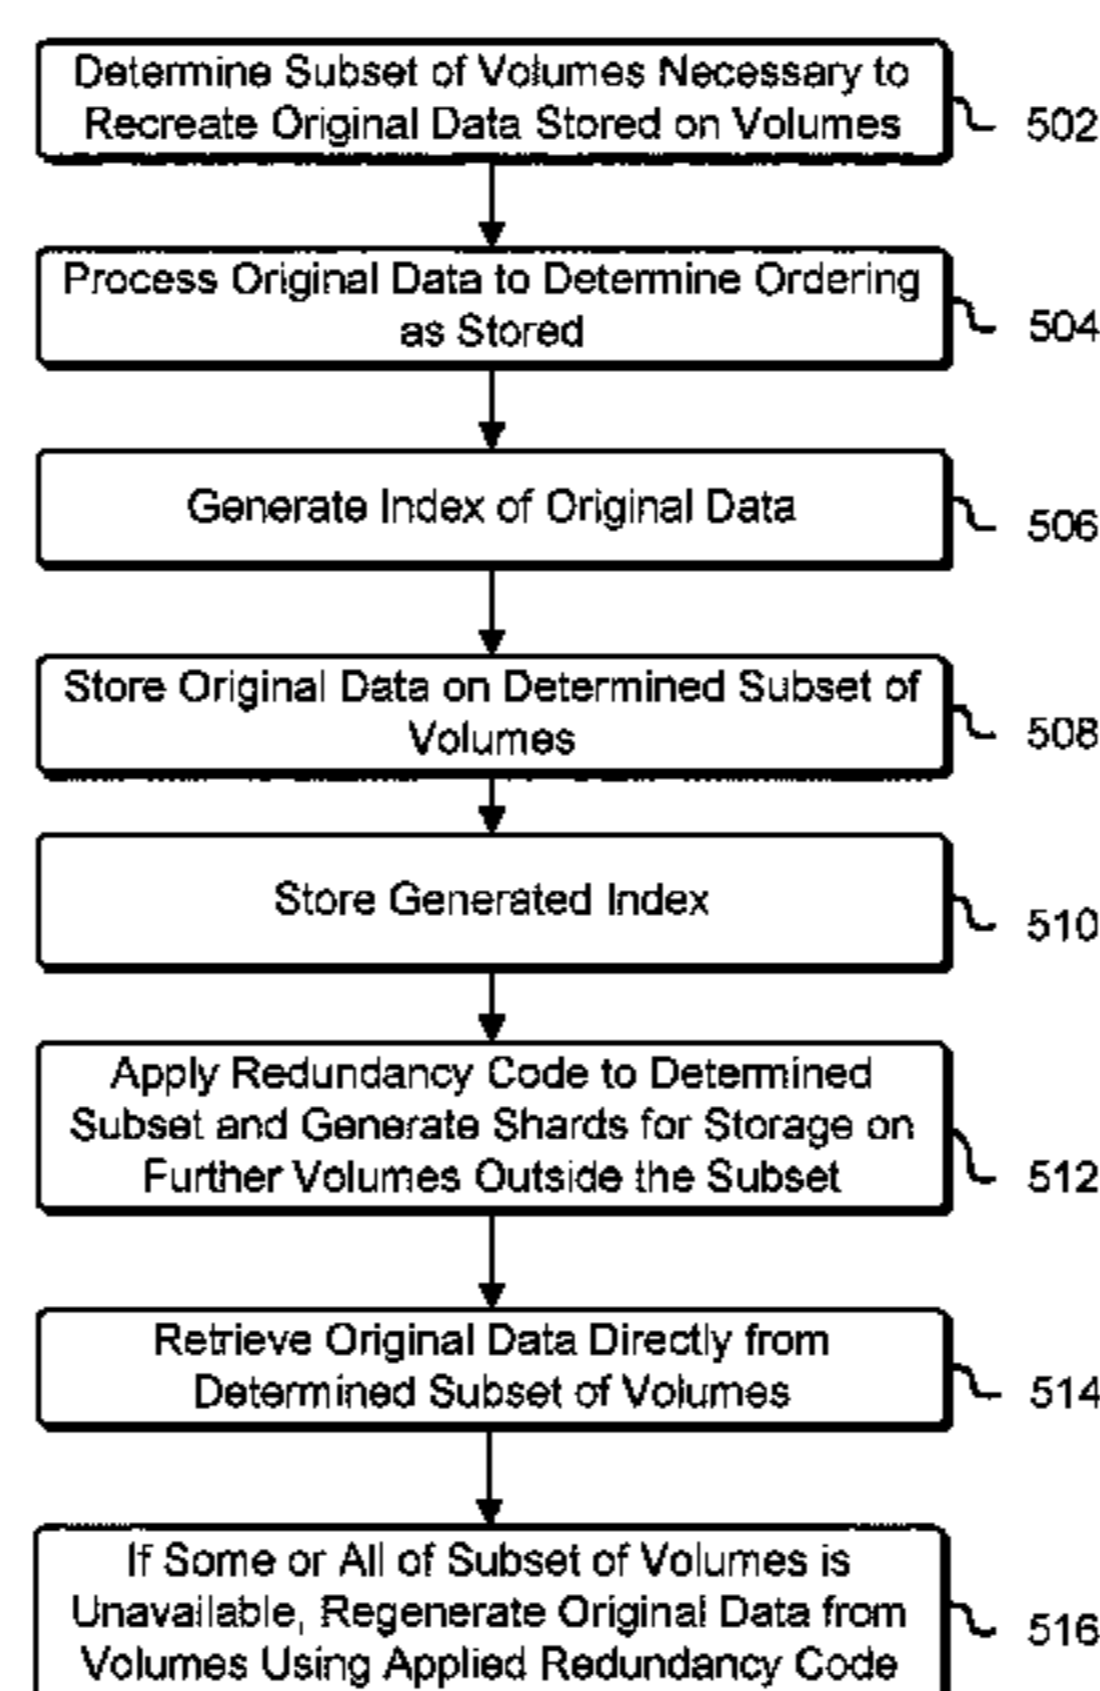 Determine Subset of Volumes Necessary to
Recreate Original Data Stored on Volumes
502
Process Original Data to Determine Ordering
as Stored
504
Generate Index of Original Data
506
Store Original Data on Determined Subset of
Volumes
508
Store Generated Index
510
Apply Redundancy Code to Determined
Subset and Generate Shards for Storage on
Further Volumes Outside the Subset
512
Retrieve Original Data Directly from
Determined Subset of Volumes
514
If Some or All of Subset of Volumes is
Unavailable, Regenerate Original Data from
Volumes Using Applied Redundancy Code
516